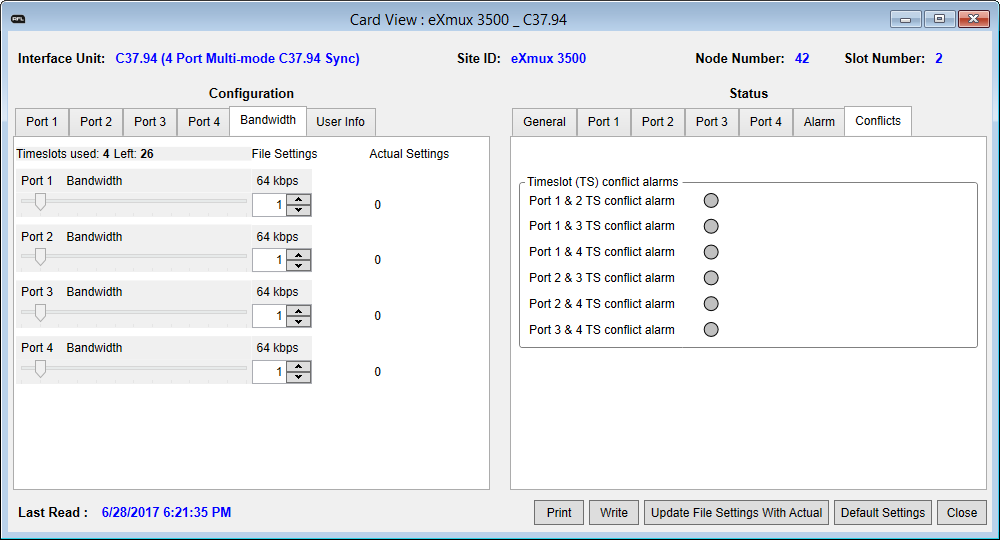 RFL Card View : eXmux 3500 _ C37.94
Interface Unit: C37.94 (4 Port Multi-mode C37.94 Sync) Site ID: eXmux 3500 Node Number: 42 Slot Number: 2
Configuration Status
Port 1 Port 2 Port 3 Port 4 Bandwidth User Info
General Port 1 Port 2 Port 3 Port 4 Alarm Conflicts
Timeslots used: 4 Left: 26 File Settings Actual Settings
Port 1 Bandwidth 64 kbps
1 0
Port 2 Bandwidth 64 kbps
1 0
Port 3 Bandwidth 64 kbps
1 0
Port 4 Bandwidth 64 kbps
1 0
Timeslot (TS) conflict alarms
Port 1 & 2 TS conflict alarm
Port 1 & 3 TS conflict alarm
Port 1 & 4 TS conflict alarm
Port 2 & 3 TS conflict alarm
Port 2 & 4 TS conflict alarm
Port 3 & 4 TS conflict alarm
Last Read : 6/28/2017 6:21:35 PM Print Write Update File Settings With Actual Default Settings Close